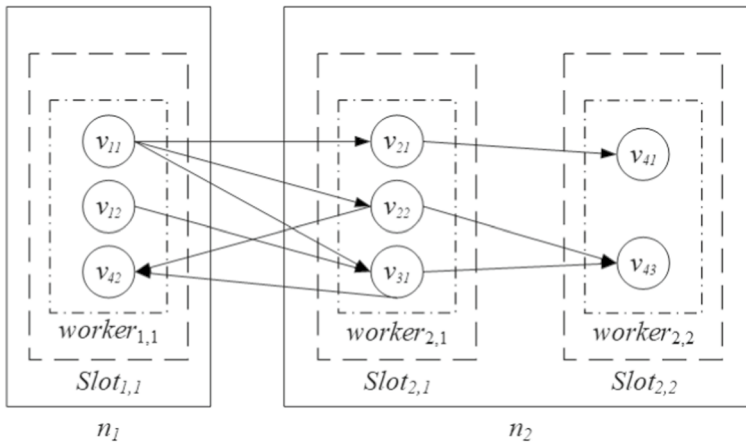 v11 v21 v41
v12 v22
v42 v31 v43
worker1,1 worker2,1 worker2,2
Slot1,1 Slot2,1 Slot2,2
n1 n2